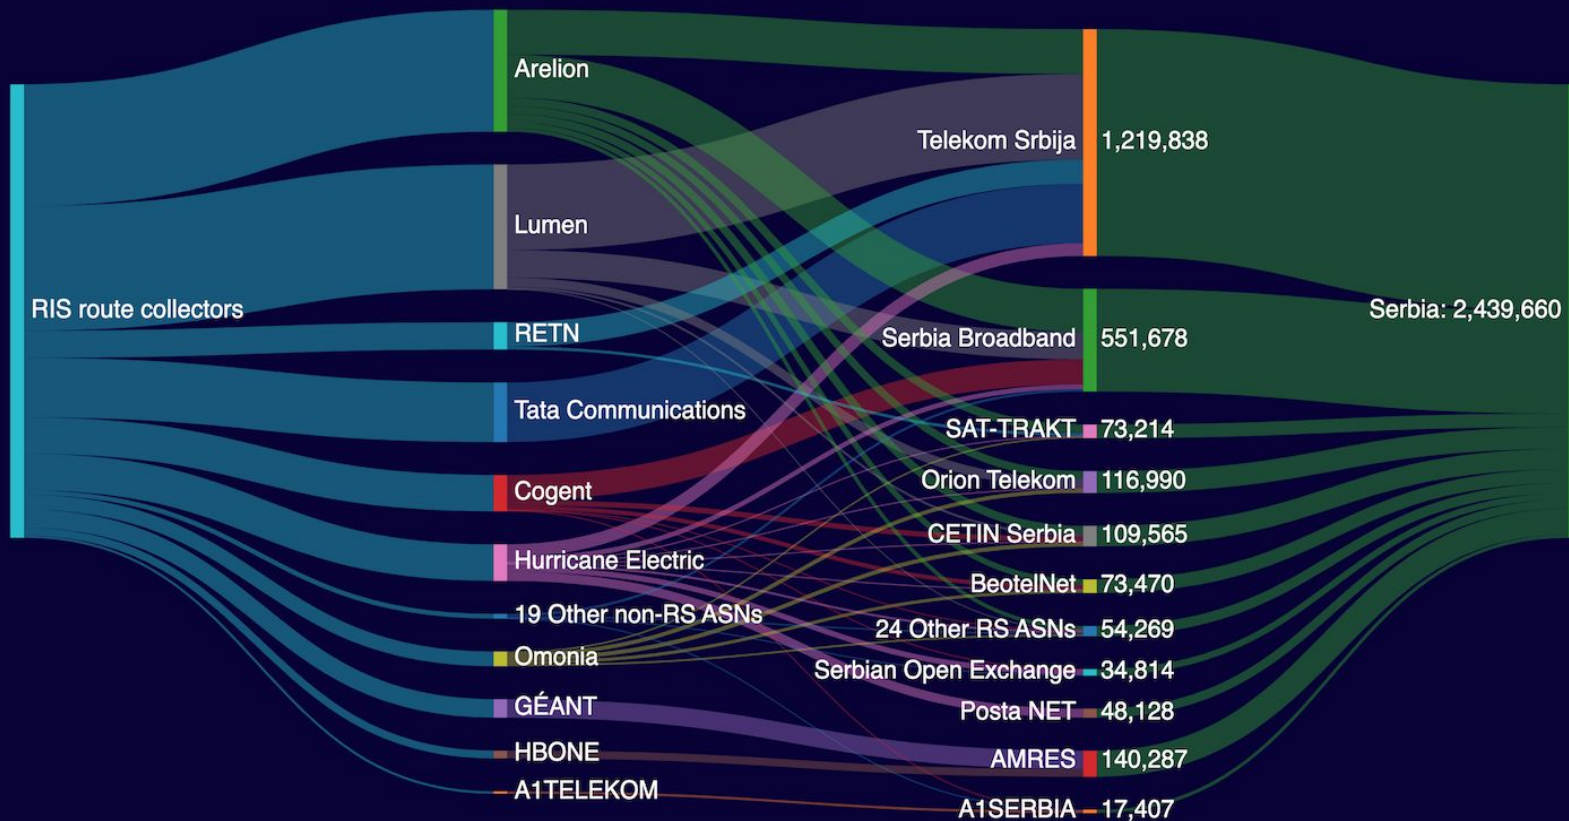 RIS route collectors
Arelion
Lumen
RETN
Tata Communications
Cogent
Hurricane Electric
19 Other non-RS ASNs
Omonia
GÉANT
HBONE
A1TELEKOM
Telekom Srbija 1,219,838
Serbia Broadband 551,678
SAT-TRAKT 73,214
Orion Telekom 116,990
CETIN Serbia 109,565
BeotelNet 73,470
24 Other RS ASNs 54,269
Serbian Open Exchange 34,814
Posta NET 48,128
AMRES 140,287
A1SERBIA 17,407
Serbia: 2,439,660